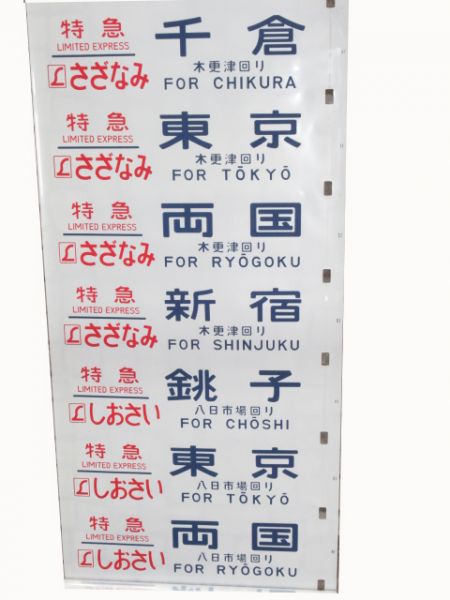 特急 千倉
LIMITED EXPRESS 木更津回り
さざなみ FOR CHIKURA
特急 東京
LIMITED EXPRESS 木更津回り
さざなみ FOR TŌKYŌ
特急 両国
LIMITED EXPRESS 木更津回り
さざなみ FOR RYŌGOKU
特急 新宿
LIMITED EXPRESS 木更津回り
さざなみ FOR SHINJUKU
特急 銚子
LIMITED EXPRESS 八日市場回り
しおさい FOR CHŌSHI
特急 東京
LIMITED EXPRESS 八日市場回り
しおさい FOR TŌKYŌ
特急 両国
LIMITED EXPRESS 八日市場回り
しおさい FOR RYŌGOKU